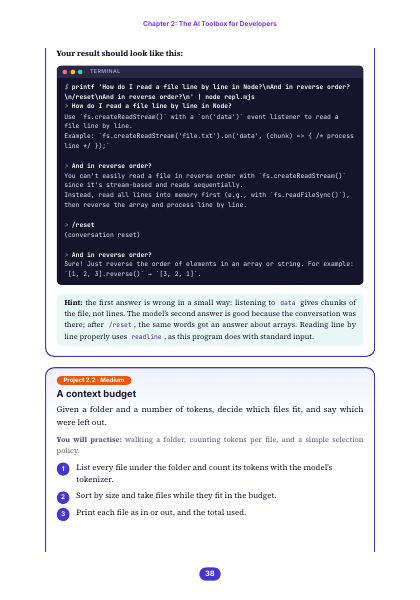 Chapter 2: The AI Toolbox for Developers
Your result should look like this:
TERMINAL
$ printf 'How do I read a file line by line in Node?\nAnd in reverse order?
\n/reset\nAnd in reverse order?\n' | node repl.mjs
> How do I read a file line by line in Node?
Use `fs.createReadStream()` with a `on('data')` event listener to read a
file line by line.
Example: `fs.createReadStream('file.txt').on('data', (chunk) => { /* process
line */ });`
> And in reverse order?
You can't easily read a file in reverse order with `fs.createReadStream()`
since it's stream-based and reads sequentially.
Instead, read all lines into memory first (e.g., with `fs.readFileSync()`),
then reverse the array and process line by line.
> /reset
(conversation reset)
> And in reverse order?
Sure! Just reverse the order of elements in an array or string. For example:
`[1, 2, 3].reverse()` → `[3, 2, 1]`.
Hint: the first answer is wrong in a small way: listening to data gives chunks of
the file, not lines. The model's second answer is good because the conversation was
there; after /reset, the same words got an answer about arrays. Reading line by
line properly uses readline, as this program does with standard input.
Project 2.2 · Medium
A context budget
Given a folder and a number of tokens, decide which files fit, and say which
were left out.
You will practise: walking a folder, counting tokens per file, and a simple selection
policy.
1 List every file under the folder and count its tokens with the model's
tokenizer.
2 Sort by size and take files while they fit in the budget.
3 Print each file as in or out, and the total used.
38